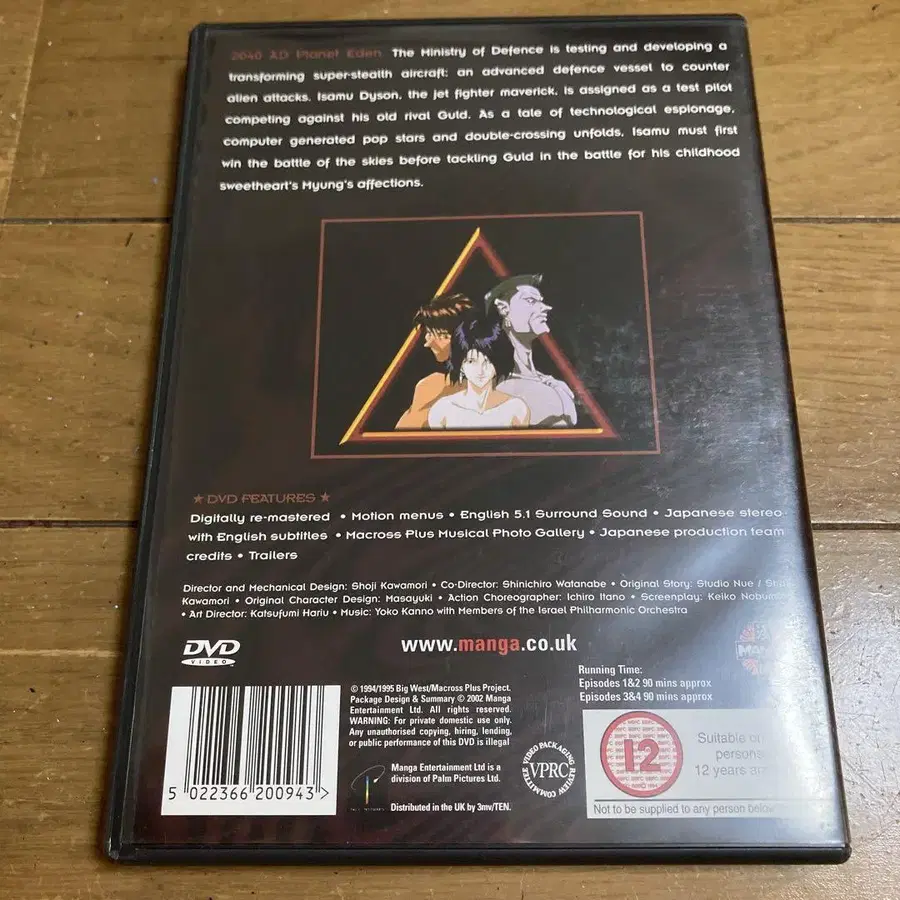 2040 AD Planet Eden. The Ministry of Defence is testing and developing a
transforming super-stealth aircraft: an advanced defence vessel to counter
alien attacks. Isamu Dyson, the jet fighter maverick, is assigned as a test pilot
competing against his old rival Guld. As a tale of technological espionage,
computer generated pop stars and double-crossing unfolds, Isamu must first
win the battle of the skies before tackling Guld in the battle for his childhood
sweetheart's Myung's affections.
★ DVD FEATURES ★
Digitally re-mastered • Motion menus • English 5.1 Surround Sound • Japanese stereo
with English subtitles • Macross Plus Musical Photo Gallery • Japanese production team
credits • Trailers
Director and Mechanical Design: Shoji Kawamori • Co-Director: Shinichiro Watanabe • Original Story: Studio Nue /
Kawamori • Original Character Design: Masayuki • Action Choreographer: Ichiro Itano • Screenplay: Keiko
• Art Director: Katsufumi Hariu • Music: Yoko Kanno with Members of the Israel Philharmonic Orchestra
DVD
VIDEO
www.manga.co.uk
MANGA
Running Time:
Episodes 1&2 90 mins approx
Episodes 3&4 90 mins approx
© 1994/1995 Big West/Macross Plus Project.
Package Design & Summary © 2002 Manga
Entertainment Ltd. All rights reserved.
WARNING: For private domestic use only.
Any unauthorised copying, hiring, lending,
or public performance of this DVD is illegal
Manga Entertainment Ltd is a
division of Palm Pictures Ltd.
Distributed in the UK by 3mv/TEN.
VIDEO PACKAGING REVIEW COMMITTEE
VPRC
12
Suitable
persons
12 years
Not to be supplied to any person
5 022366 200943 >